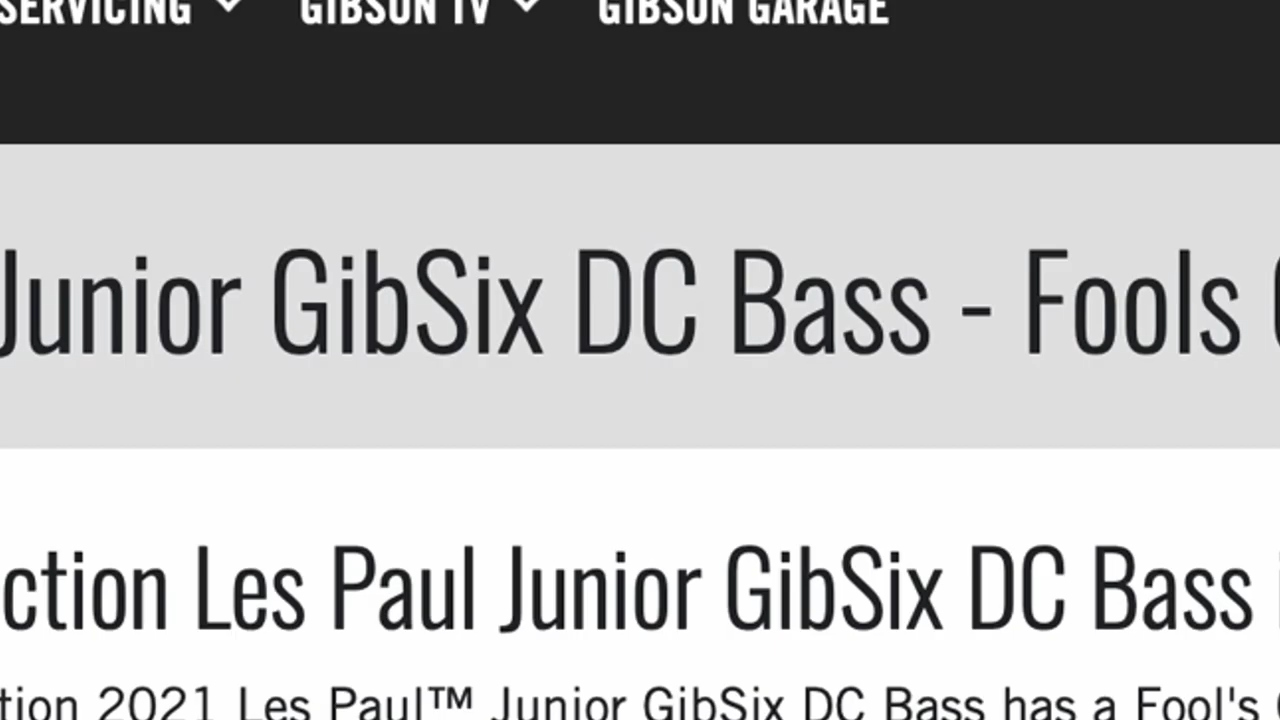 SERVICING GIBSON TV GIBSON GARAGE
Junior GibSix DC Bass - Fools
ction Les Paul Junior GibSix DC Bass
tion 2021 Les Paul™ Junior GibSix DC Bass has a Fool's